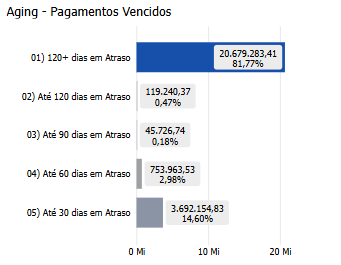 Aging - Pagamentos Vencidos
01) 120+ dias em Atraso
20.679.283,41
81,77%
02) Até 120 dias em Atraso
119.240,37
0,47%
03) Até 90 dias em Atraso
45.726,74
0,18%
04) Até 60 dias em Atraso
753.963,53
2,98%
05) Até 30 dias em Atraso
3.692.154,83
14,60%
0 Mi
10 Mi
20 Mi